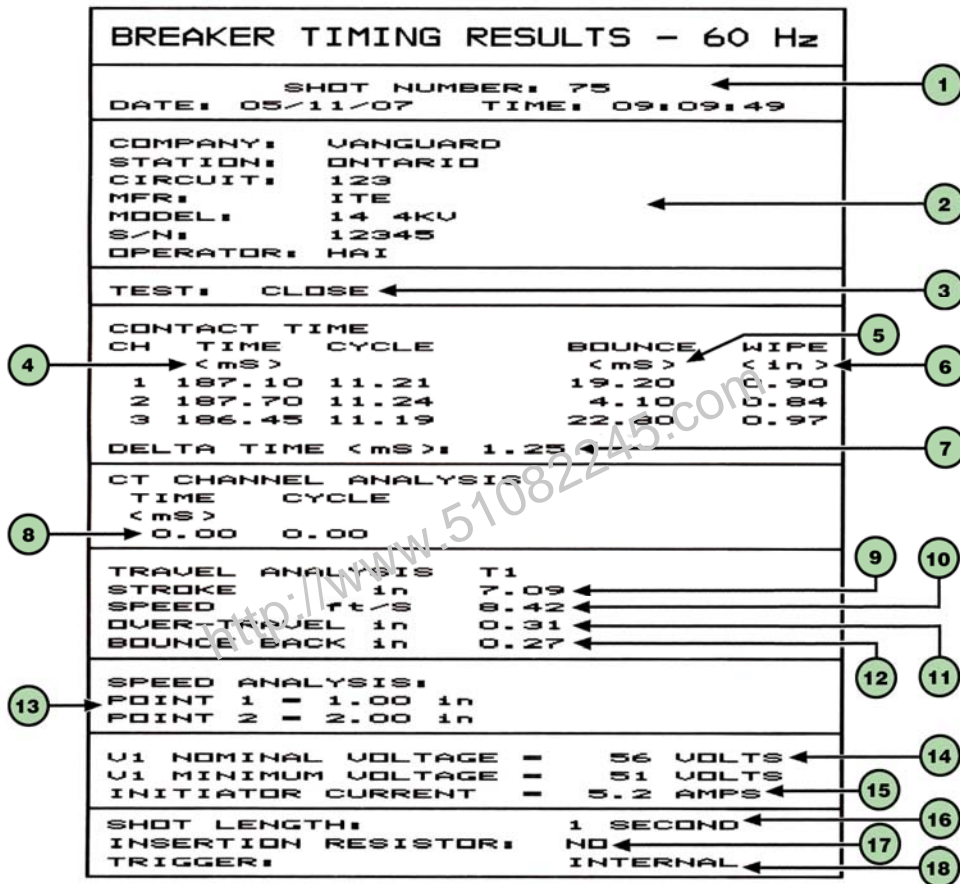 BREAKER TIMING RESULTS - 60 Hz
SHOT NUMBER: 75
1
DATE: 05/11/07 TIME: 09:09:49
COMPANY: VANGUARD
STATION: ONTARIO
CIRCUIT: 123
MFR: ITE
2
MODEL: 14 4KV
S/N: 12345
OPERATOR: HAI
TEST: CLOSE
3
CONTACT TIME
5
CH TIME CYCLE BOUNCE WIPE
4
<mS> <mS> <in>
6
1 187.10 11.21 19.20 0.90
2 187.70 11.24 4.10 0.84
3 186.45 11.19 22.80 0.97
DELTA TIME <mS>: 1.25
7
CT CHANNEL ANALYSIS
TIME CYCLE
<mS>
8
0.00 0.00
TRAVEL ANALYSIS T1
9
10
STROKE in 7.09
SPEED ft/S 8.42
OVER-TRAVEL in 0.31
BOUNCE BACK in 0.27
12
11
SPEED ANALYSIS:
13
POINT 1 = 1.00 in
POINT 2 = 2.00 in
V1 NOMINAL VOLTAGE = 56 VOLTS
14
V1 MINIMUM VOLTAGE = 51 VOLTS
INITIATOR CURRENT = 5.2 AMPS
15
SHOT LENGTH: 1 SECOND
16
INSERTION RESISTOR: NO
17
TRIGGER: INTERNAL
18
http://www.51082245.com